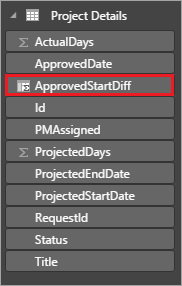 Project Details
ActualDays
ApprovedDate
ApprovedStartDiff
Id
PMAssigned
ProjectedDays
ProjectedEndDate
ProjectedStartDate
RequestId
Status
Title